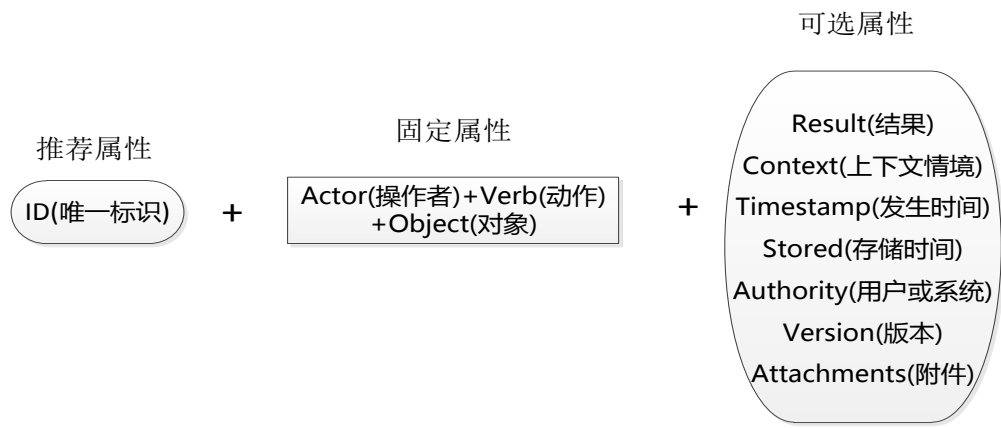 推荐属性
ID(唯一标识)
+
固定属性
Actor(操作者)+Verb(动作)
+Object(对象)
+
可选属性
Result(结果)
Context(上下文情境)
Timestamp(发生时间)
Stored(存储时间)
Authority(用户或系统)
Version(版本)
Attachments(附件)